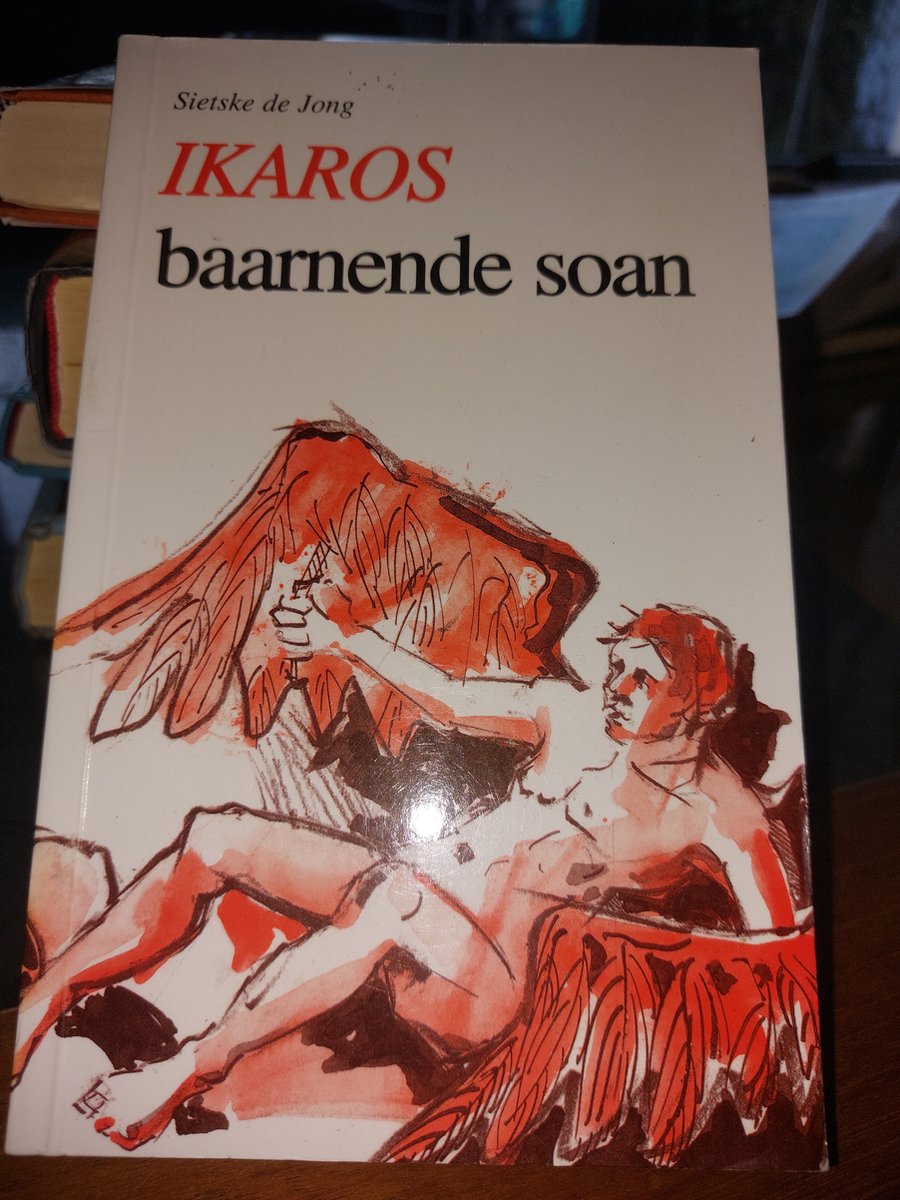 Sietske de Jong
IKAROS
baarnende soan